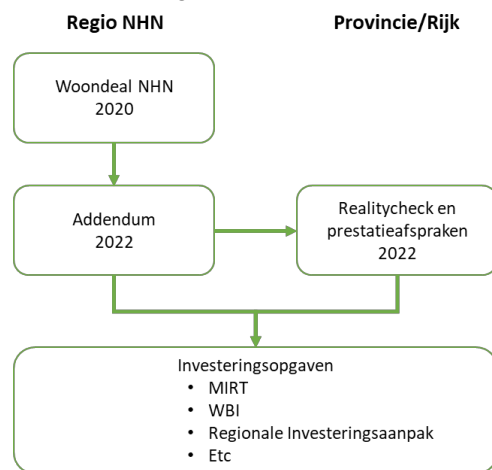 Regio NHN
Provincie/Rijk
Woondeal NHN
2020
Addendum
2022
Realitycheck en
prestatieafspraken
2022
Investeringsopgaven
• MIRT
• WBI
• Regionale Investeringsaanpak
• Etc